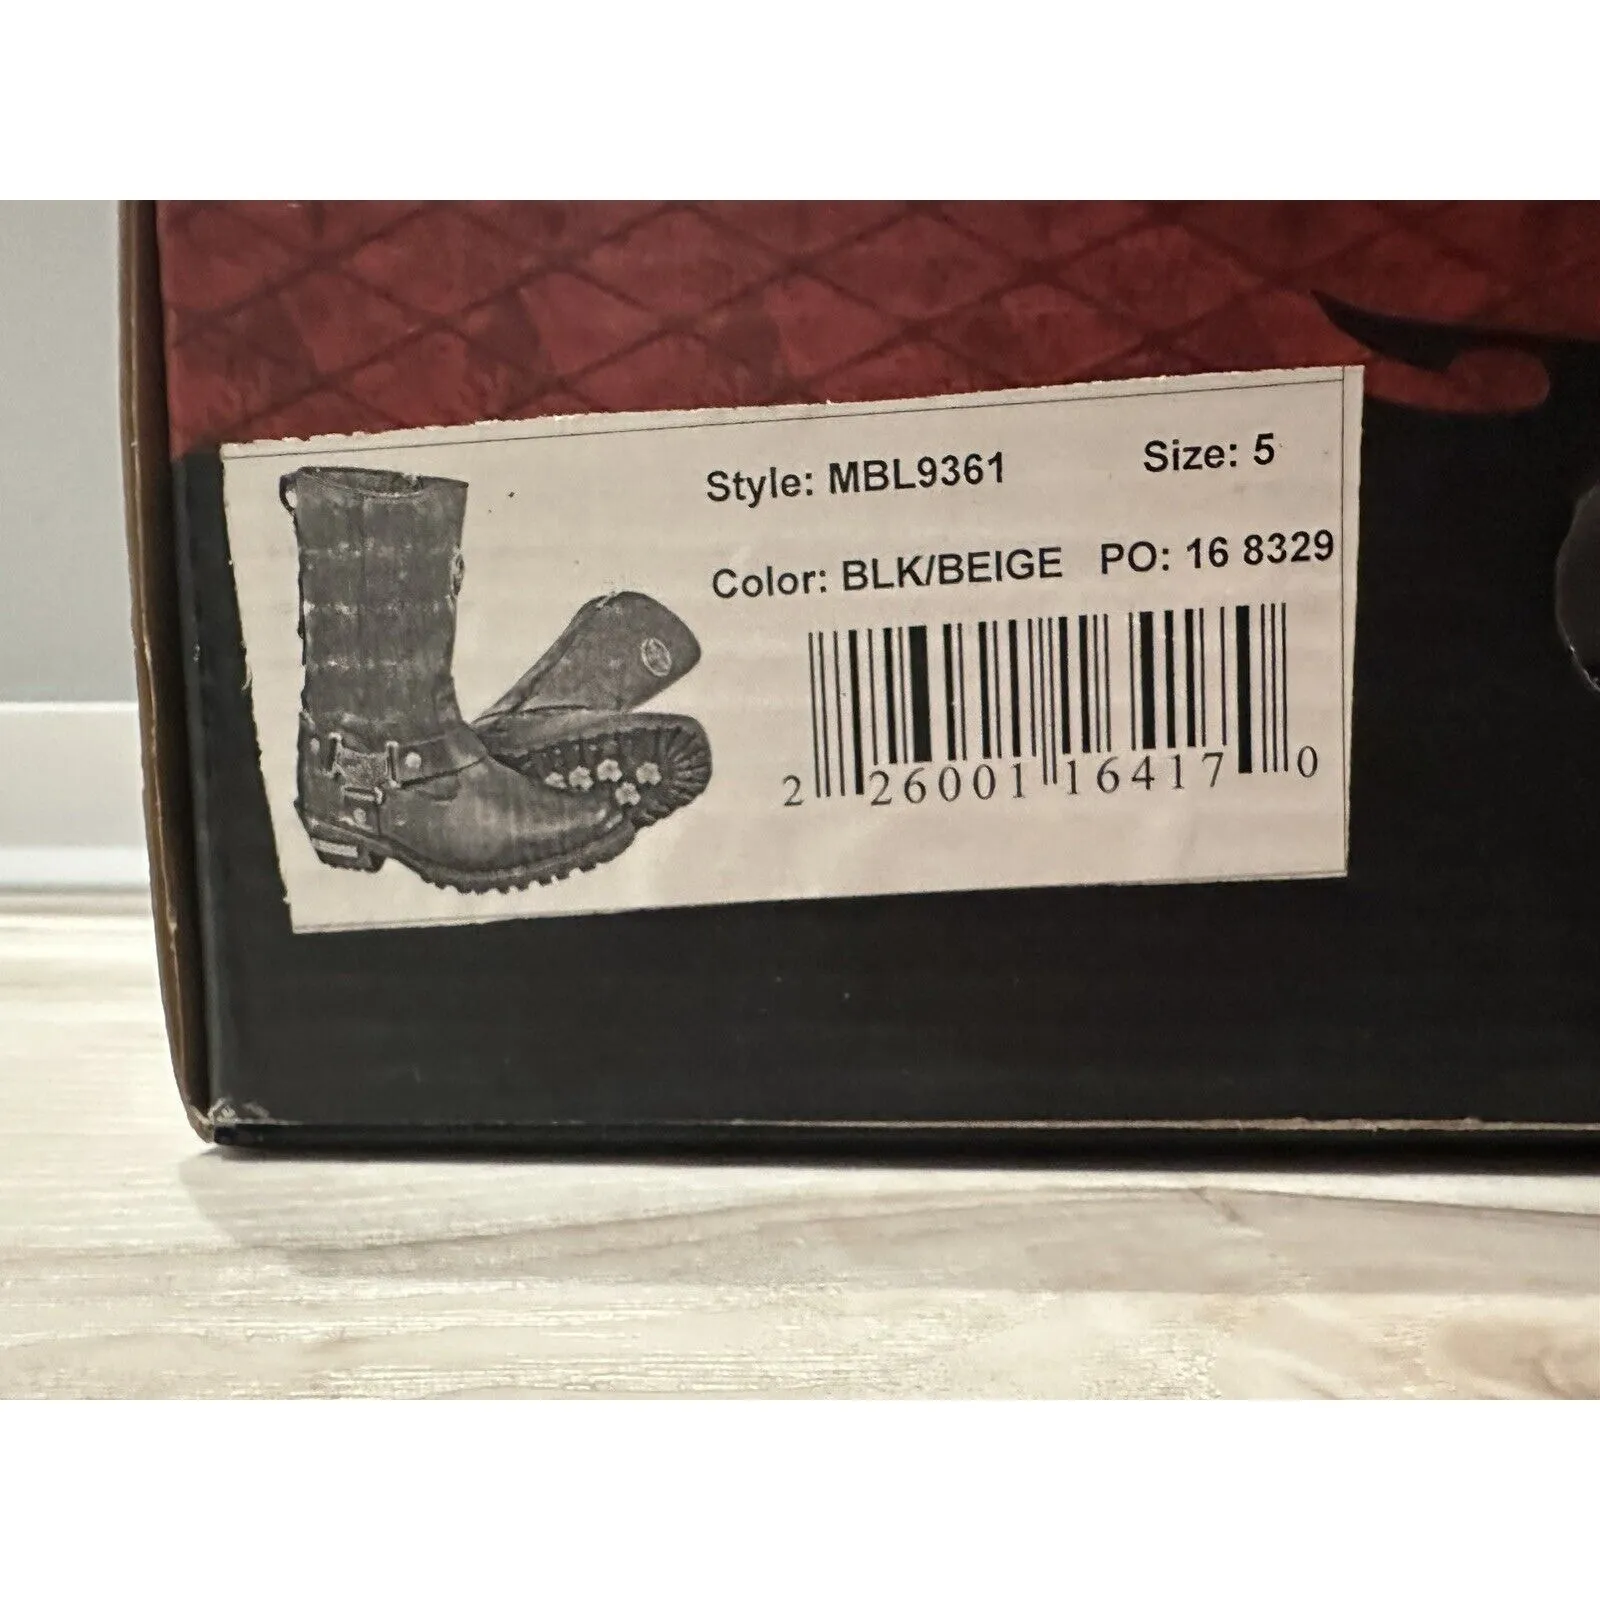 Style: MBL9361 Size: 5
Color: BLK/BEIGE PO: 16 8329
2 26001 16417 0